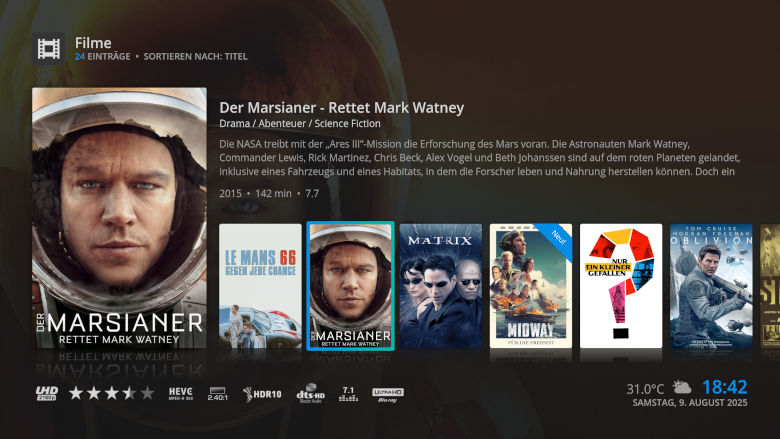 Filme
24 EINTRÄGE • SORTIEREN NACH: TITEL
Der Marsianer - Rettet Mark Watney
Drama / Abenteuer / Science Fiction
Die NASA treibt mit der „Ares III“-Mission die Erforschung des Mars voran. Die Astronauten Mark Watney,
Commander Lewis, Rick Martinez, Chris Beck, Alex Vogel und Beth Johanssen sind auf dem roten Planeten gelandet,
inklusive eines Fahrzeugs und eines Habitats, in dem die Forscher leben und Nahrung herstellen können. Doch ein
2015 • 142 min • 7.7
DER MARSIANER
RETTET MARK WATNEY
LE MANS 66
GEGEN JEDE CHANCE
DER MARSIANER
RETTET MARK WATNEY
MATRIX
Neu!
MIDWAY
FÜR DIE FREIHEIT
NUR
EIN KLEINER
GEFALLEN
TOM CRUISE
MORGAN FREEMAN
OBLIVION
UHD
2160p
HEVC
MPEG-H 265
2.40:1
HDR10
dts-HD
Master Audio
7.1
ULTRA HD
Blu-ray
31.0°C
18:42
SAMSTAG, 9. AUGUST 2025